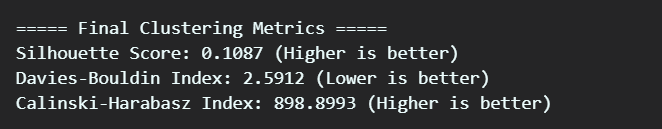 ===== Final Clustering Metrics =====
Silhouette Score: 0.1087 (Higher is better)
Davies-Bouldin Index: 2.5912 (Lower is better)
Calinski-Harabasz Index: 898.8993 (Higher is better)